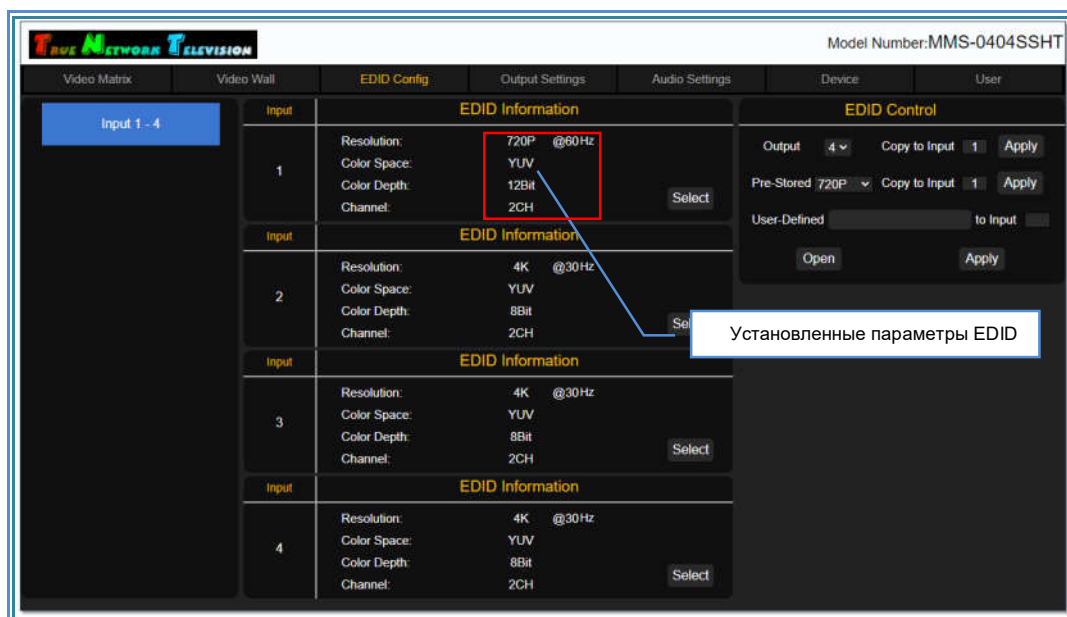 True Network Television
Model Number:MMS-0404SSHT
Video Matrix Video Wall EDID Config Output Settings Audio Settings Device User
Input 1 - 4
Input EDID Information
1
Resolution: 720P @60Hz
Color Space: YUV
Color Depth: 12Bit
Channel: 2CH
Select
Input EDID Information
2
Resolution: 4K @30Hz
Color Space: YUV
Color Depth: 8Bit
Channel: 2CH
Input EDID Information
3
Resolution: 4K @30Hz
Color Space: YUV
Color Depth: 8Bit
Channel: 2CH
Select
Input EDID Information
4
Resolution: 4K @30Hz
Color Space: YUV
Color Depth: 8Bit
Channel: 2CH
Select
EDID Control
Output 4 Copy to Input 1 Apply
Pre-Stored 720P Copy to Input 1 Apply
User-Defined to Input
Open Apply
Установленные параметры EDID